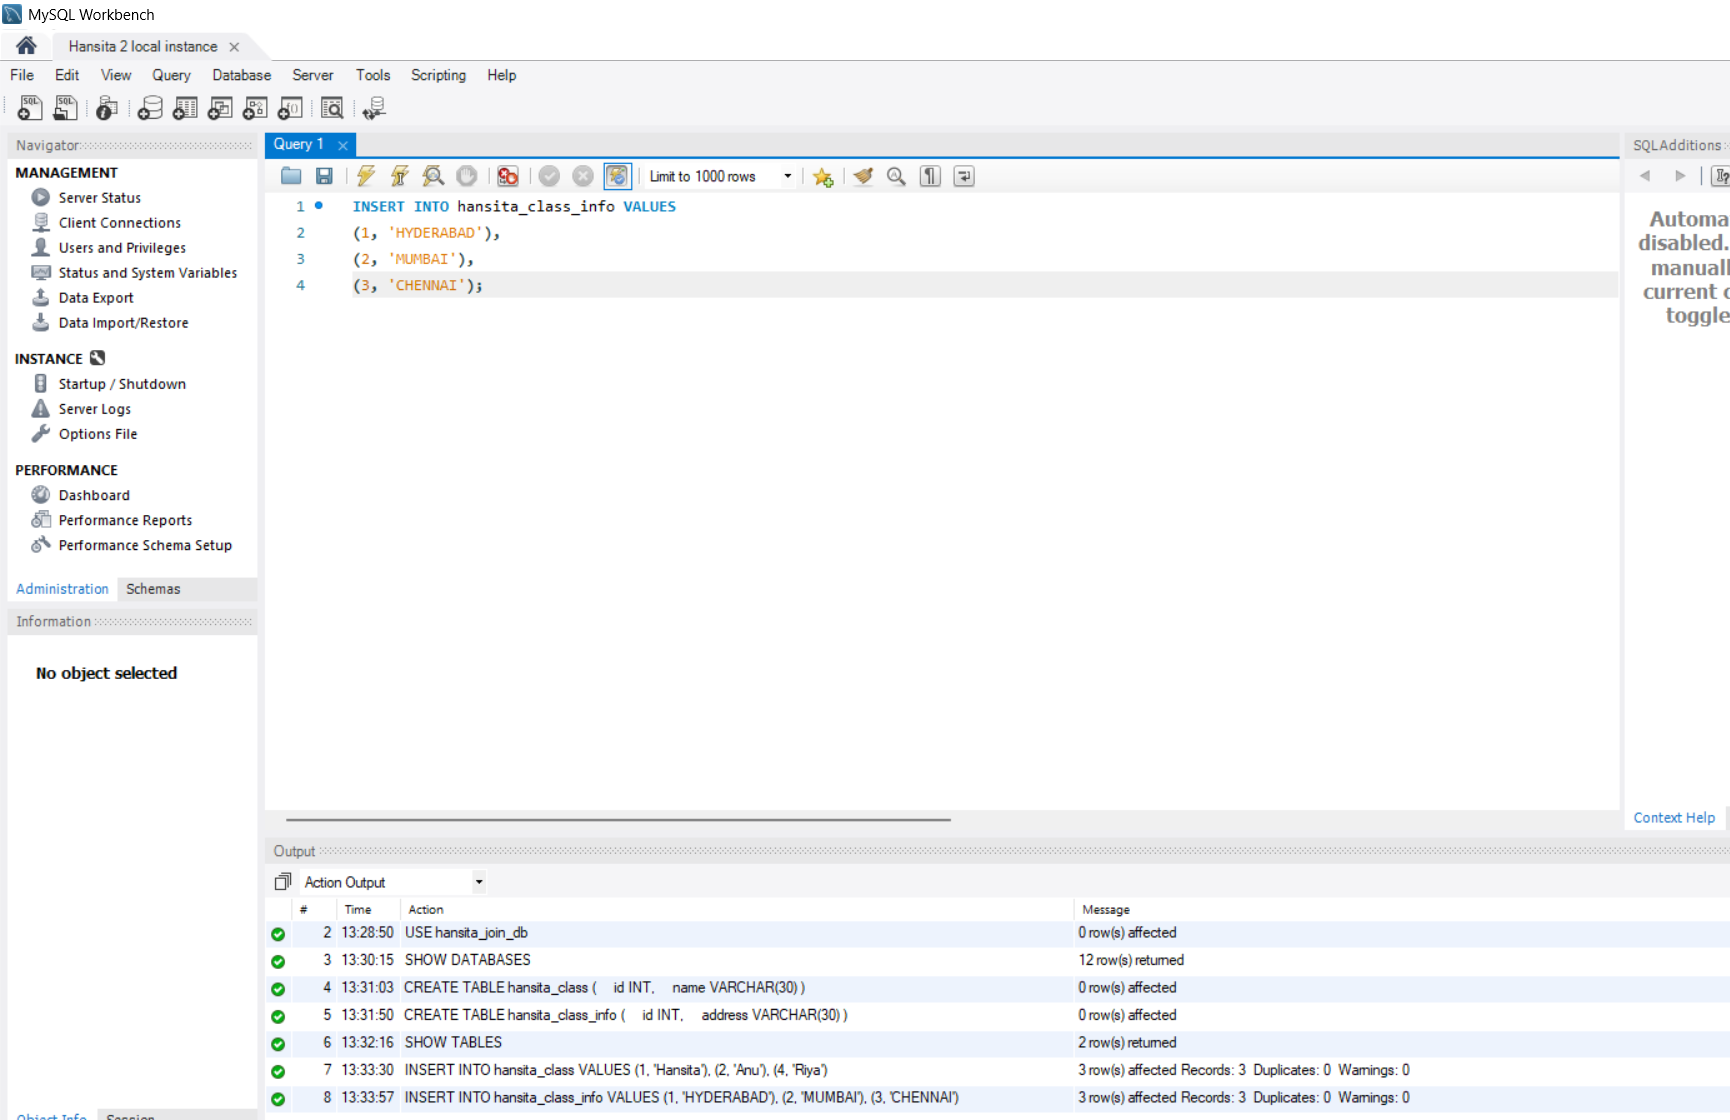 MySQL Workbench
Hansita 2 local instance
File Edit View Query Database Server Tools Scripting Help
Navigator
MANAGEMENT
Server Status
Client Connections
Users and Privileges
Status and System Variables
Data Export
Data Import/Restore
INSTANCE
Startup / Shutdown
Server Logs
Options File
PERFORMANCE
Dashboard
Performance Reports
Performance Schema Setup
Administration Schemas
Information
No object selected
Object Info Session
Query 1
Limit to 1000 rows
1 INSERT INTO hansita_class_info VALUES
2 (1, 'HYDERABAD'),
3 (2, 'MUMBAI'),
4 (3, 'CHENNAI');
SQLAdditions
Automa
disabled.
manuall
current c
toggle
Context Help
Output
Action Output
# Time Action Message
2 13:28:50 USE hansita_join_db 0 row(s) affected
3 13:30:15 SHOW DATABASES 12 row(s) returned
4 13:31:03 CREATE TABLE hansita_class ( id INT, name VARCHAR(30) ) 0 row(s) affected
5 13:31:50 CREATE TABLE hansita_class_info ( id INT, address VARCHAR(30) ) 0 row(s) affected
6 13:32:16 SHOW TABLES 2 row(s) returned
7 13:33:30 INSERT INTO hansita_class VALUES (1, 'Hansita'), (2, 'Anu'), (4, 'Riya') 3 row(s) affected Records: 3 Duplicates: 0 Warnings: 0
8 13:33:57 INSERT INTO hansita_class_info VALUES (1, 'HYDERABAD'), (2, 'MUMBAI'), (3, 'CHENNAI') 3 row(s) affected Records: 3 Duplicates: 0 Warnings: 0